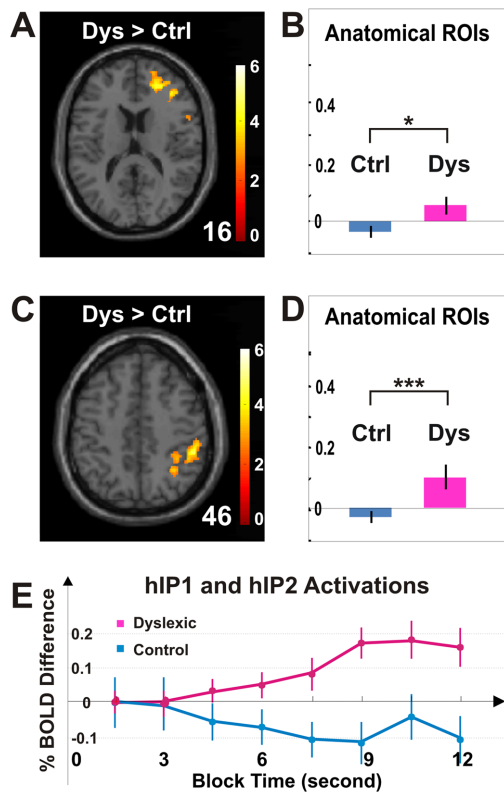 A
Dys > Ctrl
6
4
2
0
16
B
Anatomical ROIs
0.4
0.2
0
*
Ctrl Dys
C
Dys > Ctrl
6
4
2
0
46
D
Anatomical ROIs
0.4
0.2
0
***
Ctrl Dys
E
hIP1 and hIP2 Activations
% BOLD Difference
Dyslexic
Control
0.2
0.1
0
-0.1
0 3 6 9 12
Block Time (second)